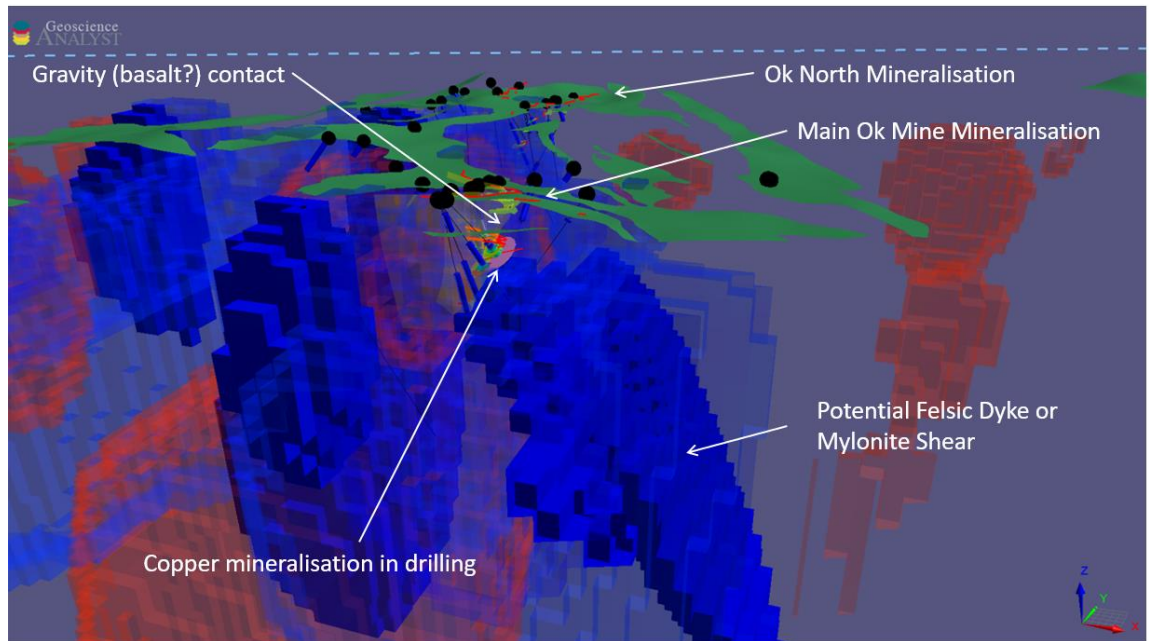 Geoscience
ANALYST
Gravity (basalt?) contact
Ok North Mineralisation
Main Ok Mine Mineralisation
Potential Felsic Dyke or
Mylonite Shear
Copper mineralisation in drilling
Z
Y
X